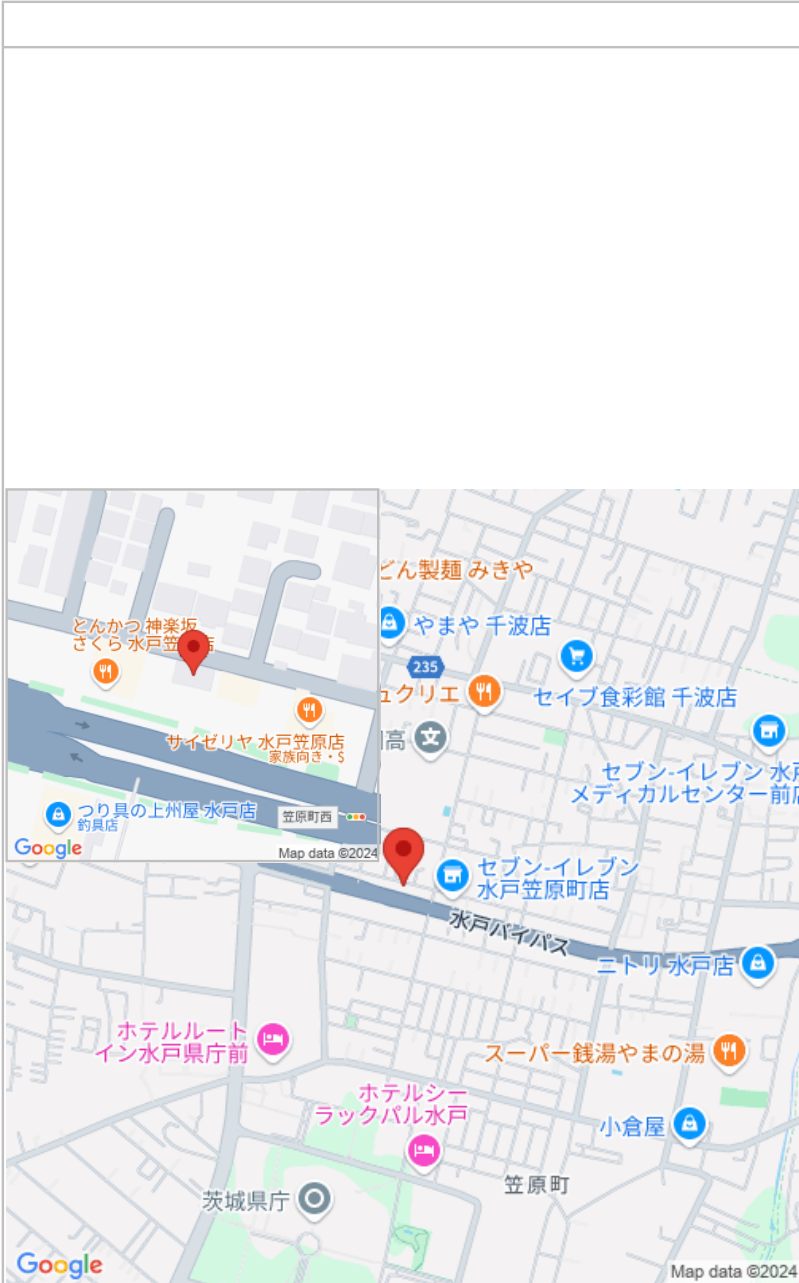 とんかつ 神楽坂
さくら 水戸笠
店
サイゼリヤ 水戸笠原店
家族向き・$
つり具の上州屋 水戸店
釣具店
笠原町西
Google
Map data ©2024
どん製麺 みきや
やまや 千波店
235
セイブ食彩館 千波店
ュクリエ
高
セブン-イレブン 水戸
メディカルセンター前店
セブン-イレブン
水戸笠原町店
水戸バイパス
ニトリ 水戸店
ホテルルート
イン水戸県庁前
スーパー銭湯やまの湯
ホテルシー
ラックパル水戸
小倉屋
笠原町
茨城県庁
Google
Map data ©2024